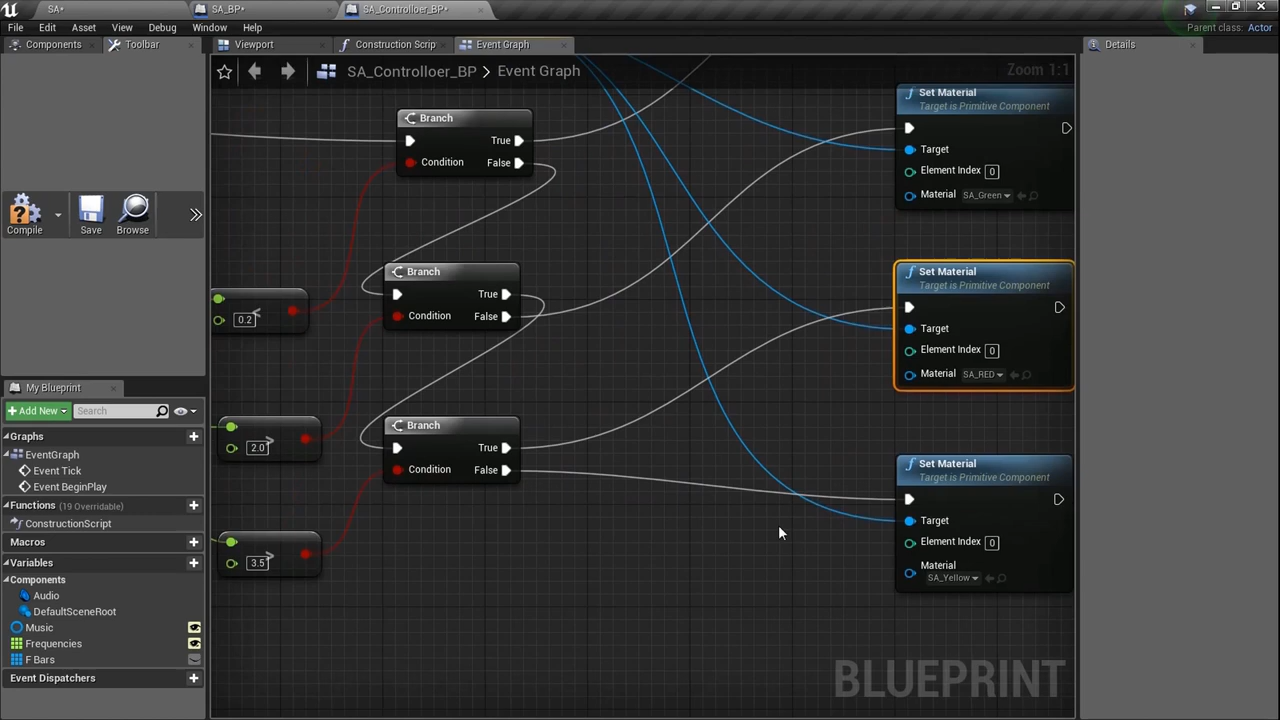 SA*
SA_BP*
SA_Controlloer_BP*
File
Edit
Asset
View
Debug
Window
Help
Parent class: Actor
Components
Toolbar
Viewport
Construction Scrip
Event Graph
Details
SA_Controlloer_BP > Event Graph
Zoom 1:1
Compile
Save
Browse
»
My Blueprint
+Add New
Search
Graphs
EventGraph
Event Tick
Event BeginPlay
Functions (19 Overridable)
ConstructionScript
Macros
Variables
Components
Audio
DefaultSceneRoot
Music
Frequencies
F Bars
Event Dispatchers
Branch
True
Condition
False
Branch
True
Condition
False
Branch
True
Condition
False
<
0.2
>
2.0
>
3.5
Set Material
Target is Primitive Component
Target
Element Index 0
Material SA_Green
Set Material
Target is Primitive Component
Target
Element Index 0
Material SA_RED
Set Material
Target is Primitive Component
Target
Element Index 0
Material
SA_Yellow
BLUEPRINT